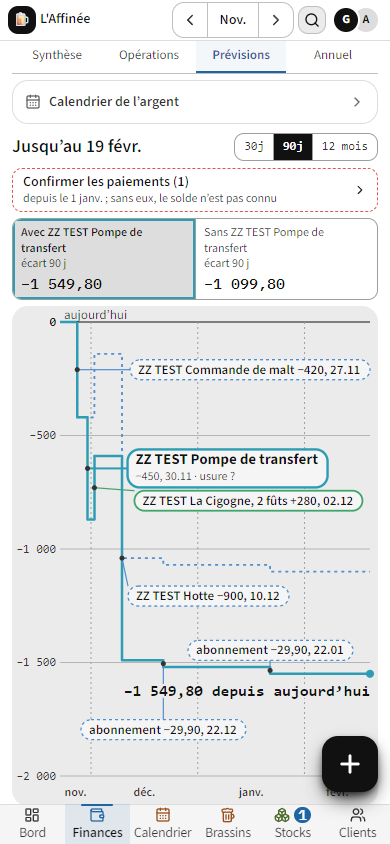 L'Affinée
Nov.
G
A
Synthèse
Opérations
Prévisions
Annuel
Calendrier de l'argent
Jusqu'au 19 févr.
30j
90j
12 mois
Confirmer les paiements (1)
depuis le 1 janv. ; sans eux, le solde n'est pas connu
Avec ZZ TEST Pompe de
transfert
écart 90 j
−1 549,80
Sans ZZ TEST Pompe de
transfert
écart 90 j
−1 099,80
aujourd'hui
0
ZZ TEST Commande de malt −420, 27.11
−500
ZZ TEST Pompe de transfert
−450, 30.11 · usure ?
ZZ TEST La Cigogne, 2 fûts +280, 02.12
−1 000
ZZ TEST Hotte −900, 10.12
abonnement −29,90, 22.01
−1 500
−1 549,80 depuis aujourd'hui
abonnement −29,90, 22.12
−2 000
nov.
déc.
janv.
févr.
Bord
Finances
Calendrier
Brassins
1
Stocks
Clients